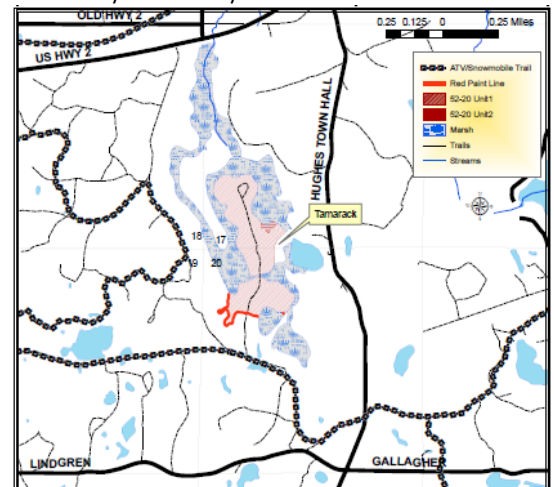 OLD HWY 2
US HWY 2
0.25 0.125 0 0.25 Miles
ATV/Snowmobile Trail
Red Paint Line
52-20 Unit1
52-20 Unit2
Marsh
Trails
Streams
HUGHES TOWN HALL
Tamarack
18 17
19 20
LINDGREN
GALLAGHER